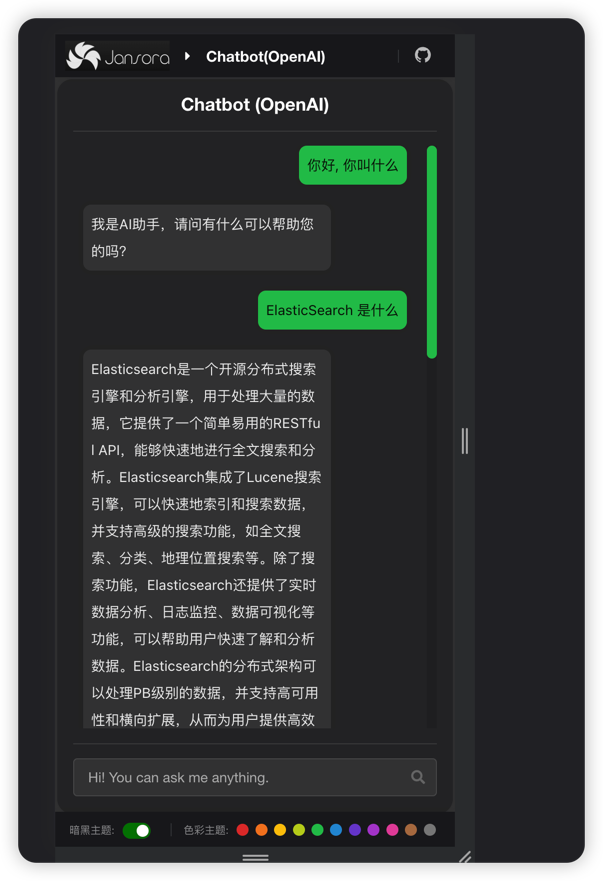 Jansora
Chatbot(OpenAI)
Chatbot (OpenAI)
你好, 你叫什么
我是AI助手，请问有什么可以帮助您
的吗?
ElasticSearch 是什么
Elasticsearch是一个开源分布式搜索
引擎和分析引擎，用于处理大量的数
据，它提供了一个简单易用的RESTfu
l API，能够快速地进行全文搜索和分
析。Elasticsearch集成了Lucene搜索
引擎，可以快速地索引和搜索数据，
并支持高级的搜索功能，如全文搜
索、分类、地理位置搜索等。除了搜
索功能，Elasticsearch还提供了实时
数据分析、日志监控、数据可视化等
功能，可以帮助用户快速了解和分析
数据。Elasticsearch的分布式架构可
以处理PB级别的数据，并支持高可用
性和横向扩展，从而为用户提供高效
Hi! You can ask me anything.
暗黑主题:
色彩主题: